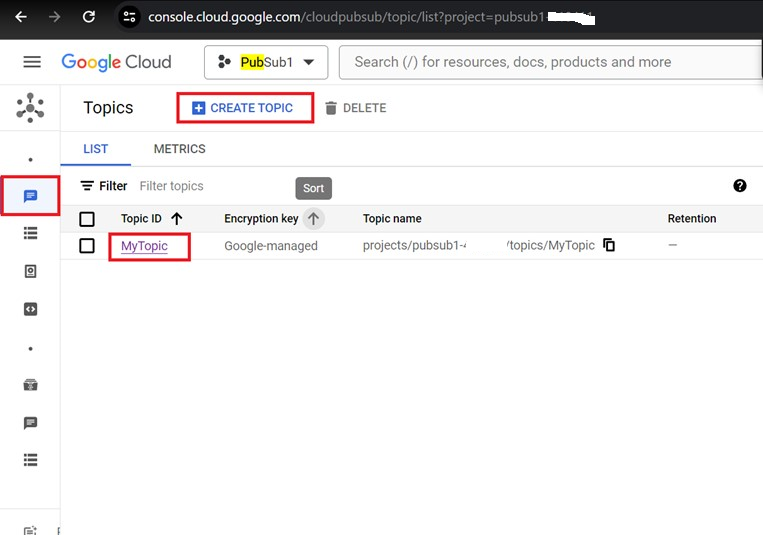 console.cloud.google.com/cloudpubsub/topic/list?project=pubsub1-
Google Cloud
PubSub1
Search (/) for resources, docs, products and more
Topics
CREATE TOPIC
DELETE
LIST
METRICS
Filter Filter topics
Sort
Topic ID Encryption key Topic name Retention
MyTopic Google-managed projects/pubsub1- /topics/MyTopic —